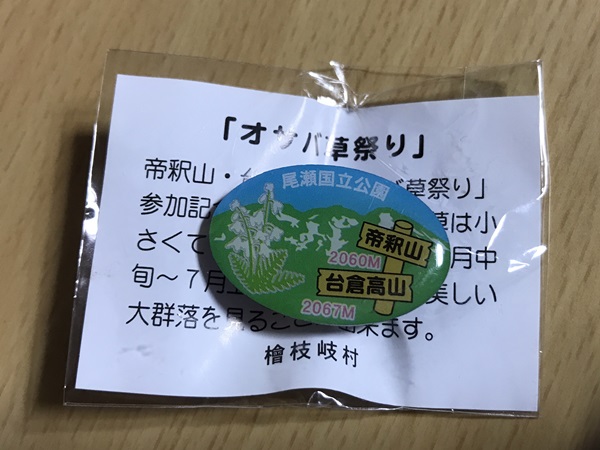 「オサバ草祭り」
帝釈山・
バ草祭り」
参加記
草は小
さくて
月中
旬~7月
美しい
大群落を見るこ
出来ます。
檜枝岐村
尾瀬国立公園
帝釈山
2060M
台倉高山
2067M